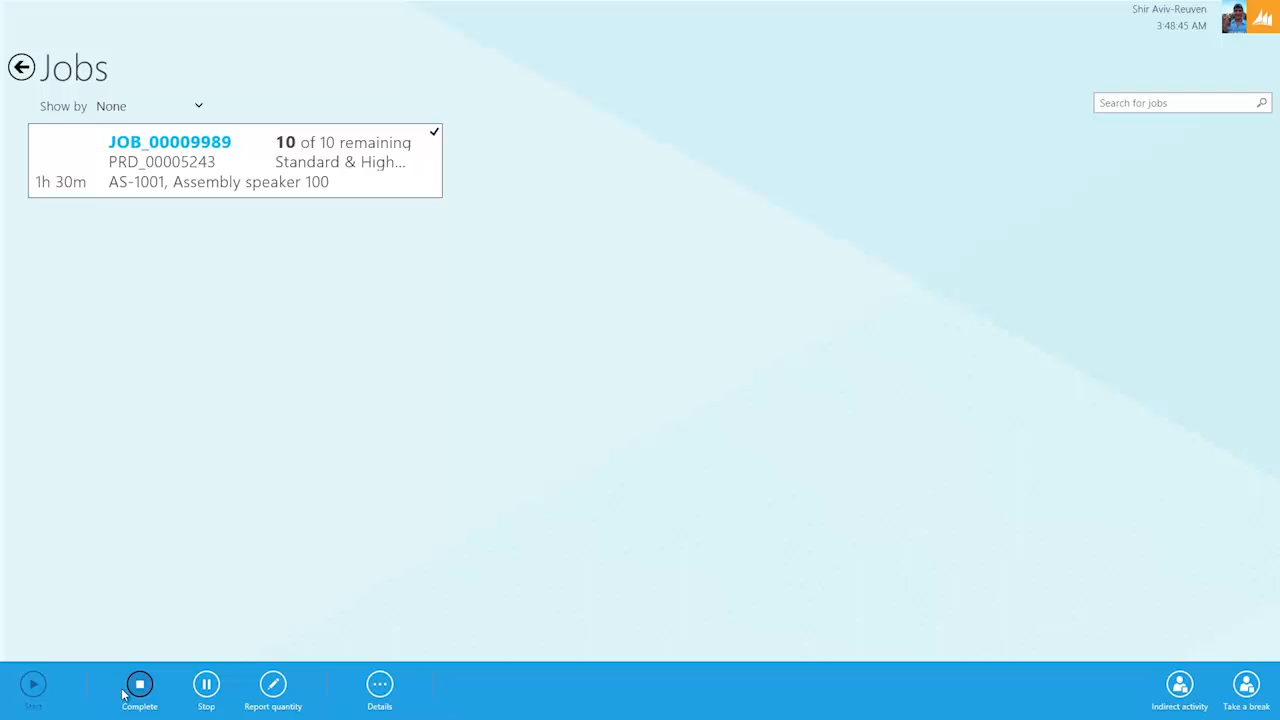 Shir Aviv-Reuven
3:48:45 AM
Jobs
Show by None
Search for jobs
JOB_00009989 10 of 10 remaining
PRD_00005243 Standard & High...
1h 30m AS-1001, Assembly speaker 100
Start Complete Stop Report quantity Details Indirect activity Take a break